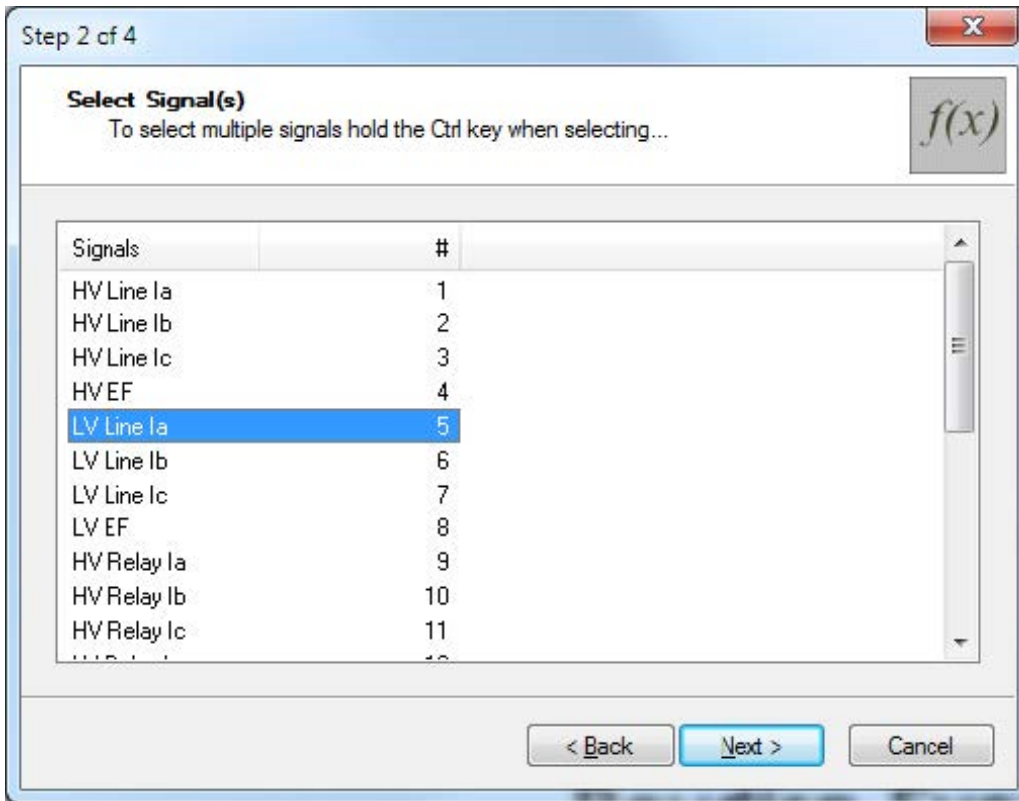 Step 2 of 4
Select Signal(s)
To select multiple signals hold the Ctrl key when selecting...
f(x)
Signals #
HV Line Ia 1
HV Line Ib 2
HV Line Ic 3
HV EF 4
LV Line Ia 5
LV Line Ib 6
LV Line Ic 7
LV EF 8
HV Relay Ia 9
HV Relay Ib 10
HV Relay Ic 11
< Back Next > Cancel